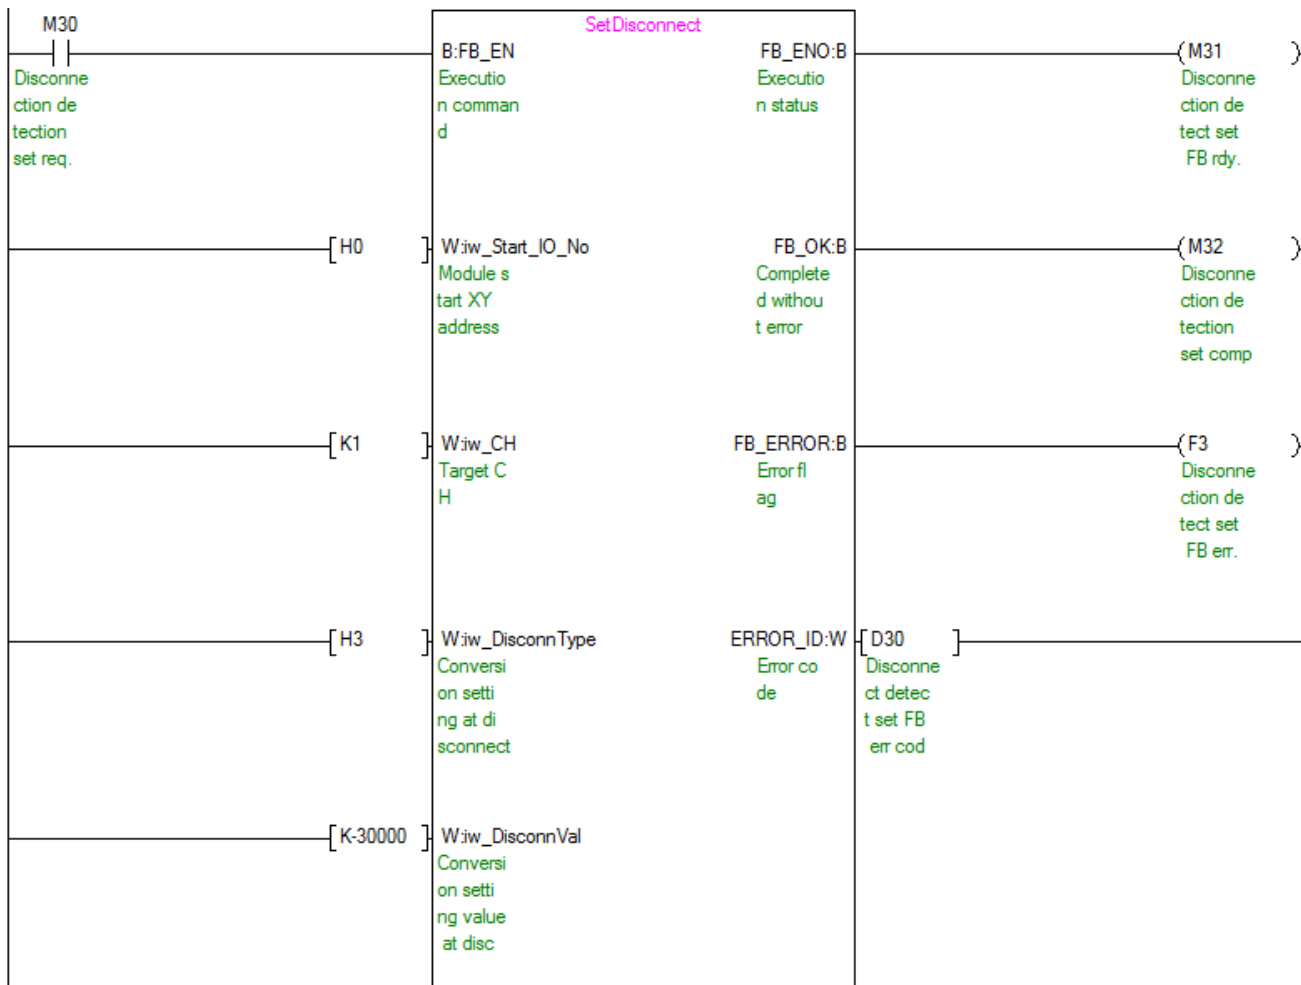 M30
SetDisconnect
B:FB_EN
FB_ENO:B
M31
Disconne
ction de
tection
set req.
Executio
n comman
d
Executio
n status
Disconne
ction de
tect set
FB rdy.
H0
W:iw_Start_IO_No
FB_OK:B
M32
Module s
tart XY
address
Complete
d withou
t error
Disconne
ction de
tection
set comp
K1
W:iw_CH
FB_ERROR:B
F3
Target C
H
Error fl
ag
Disconne
ction de
tect set
FB err.
H3
W:iw_DisconnType
ERROR_ID:W
D30
Conversi
on setti
ng at di
sconnect
Error co
de
Disconne
ct detec
t set FB
err cod
K-30000
W:iw_DisconnVal
Conversi
on setti
ng value
at disc